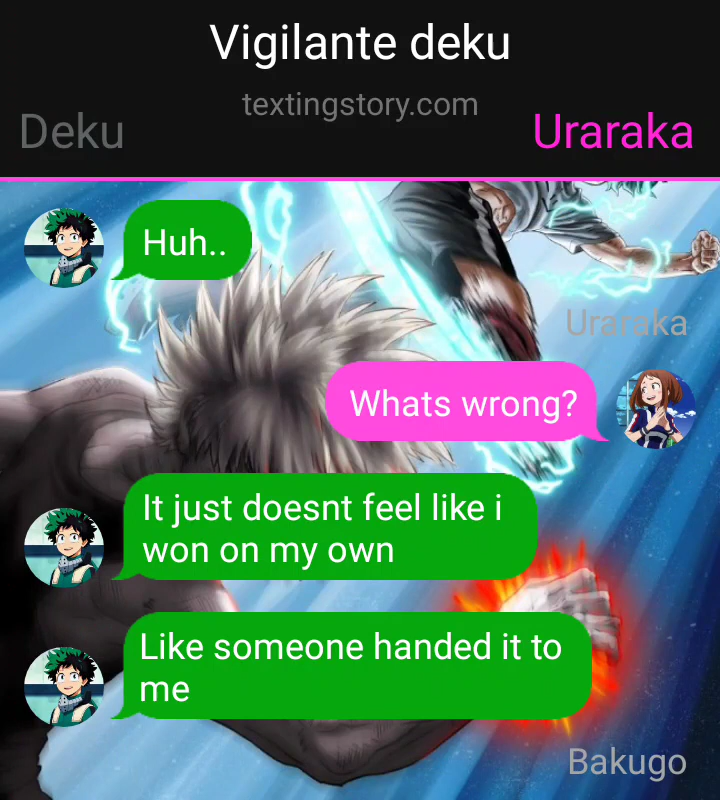 Vigilante deku
textingstory.com
Deku
Uraraka
Huh..
Uraraka
Whats wrong?
It just doesnt feel like i
won on my own
Like someone handed it to
me
Bakugo